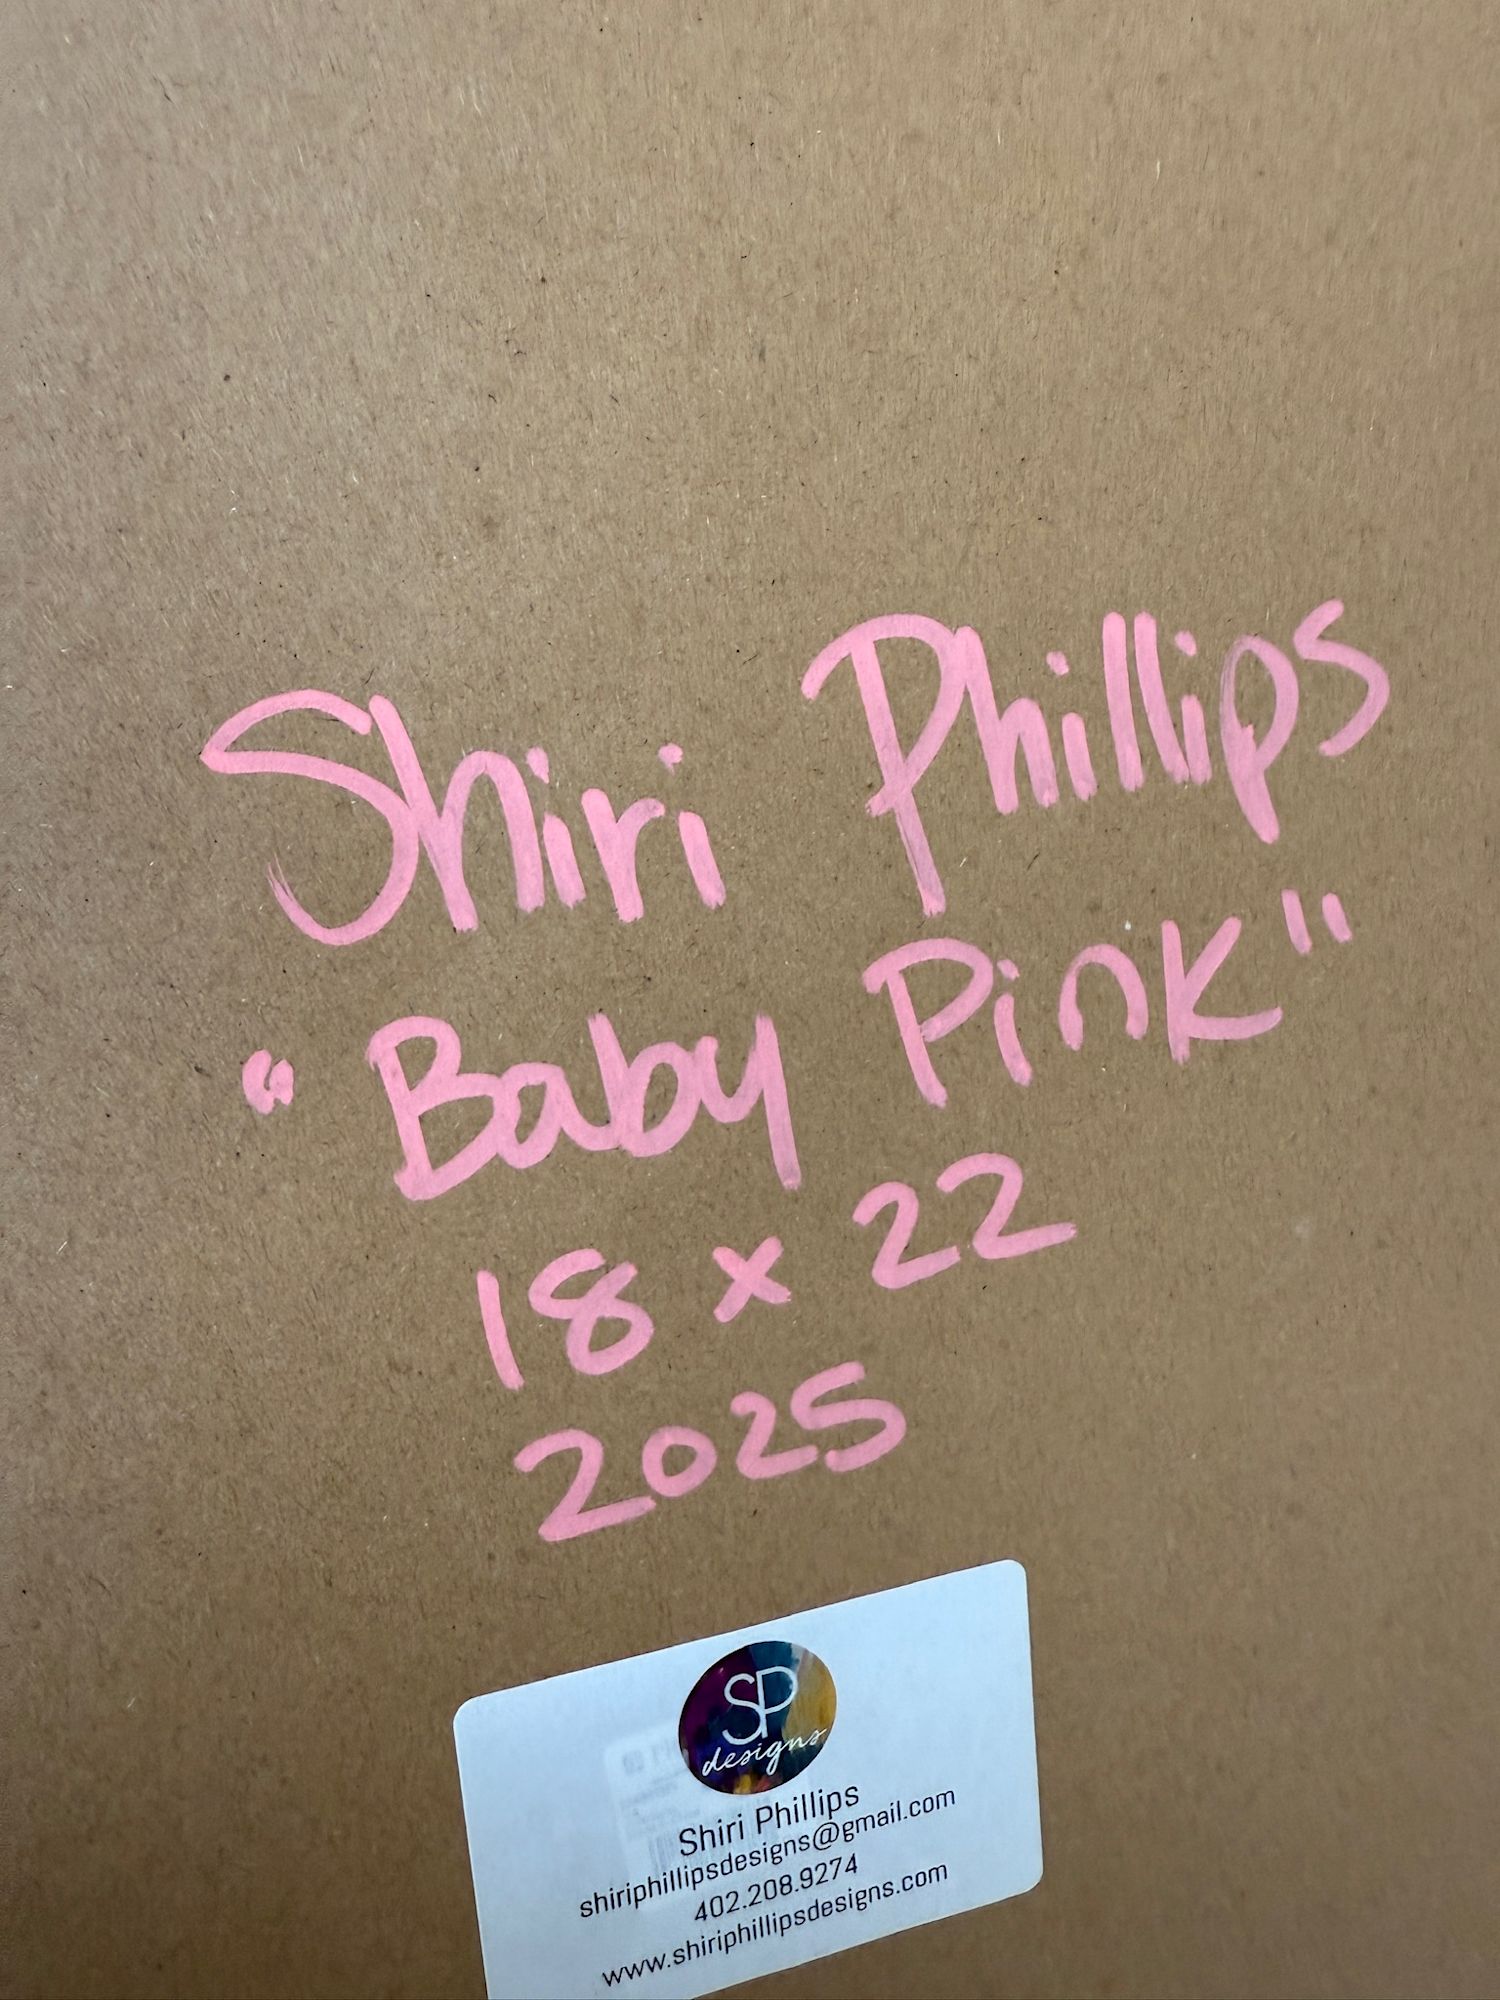 Shiri Phillips
"Baby Pink"
18 x 22
2025
SP
designs
Shiri Phillips
shiriphillipsdesigns@gmail.com
402.208.9274
www.shiriphillipsdesigns.com